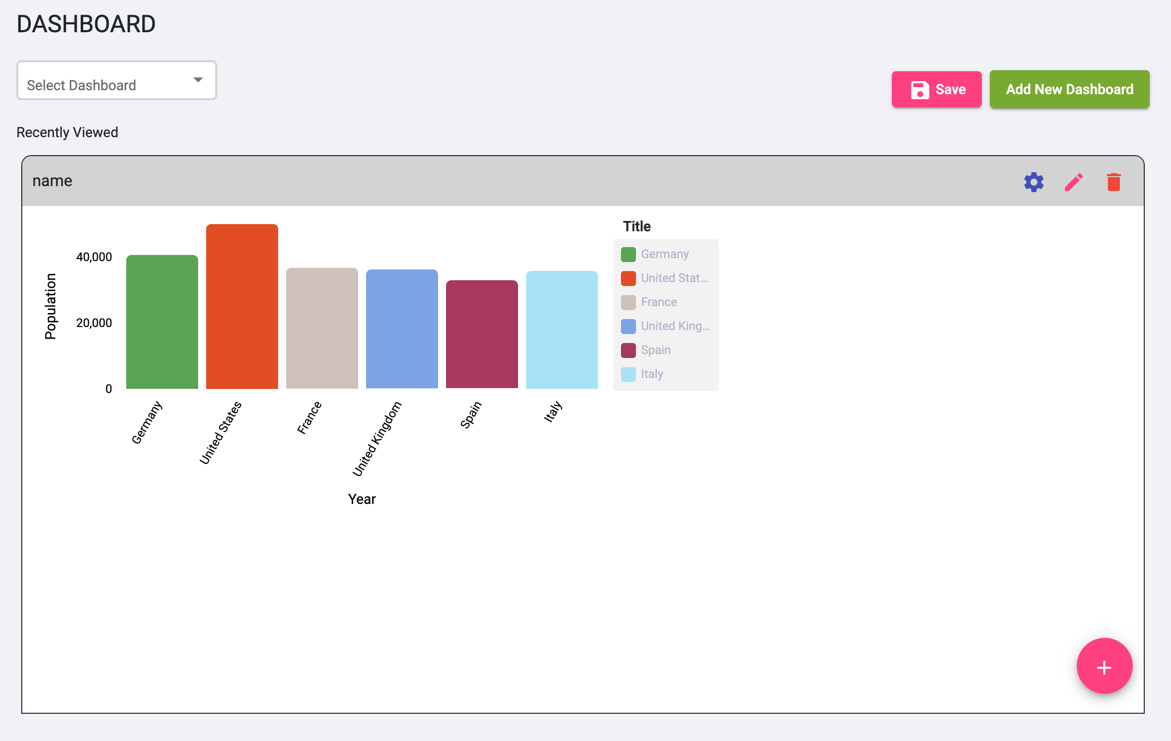 DASHBOARD
Select Dashboard
Save
Add New Dashboard
Recently Viewed
name
Population
40,000
20,000
0
Germany
United States
France
United Kingdom
Spain
Italy
Year
Title
Germany
United Stat...
France
United King...
Spain
Italy